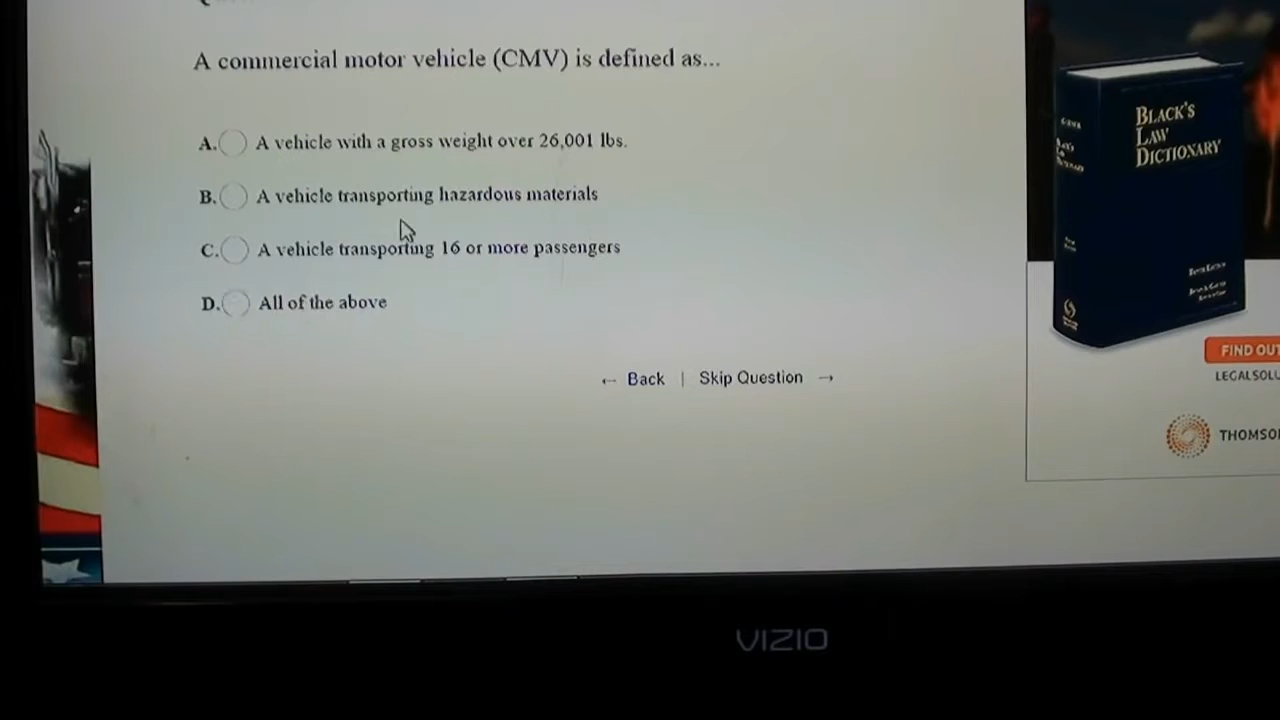 A commercial motor vehicle (CMV) is defined as...
A. A vehicle with a gross weight over 26,001 lbs.
B. A vehicle transporting hazardous materials
C. A vehicle transporting 16 or more passengers
D. All of the above
← Back | Skip Question →
BLACK'S
LAW
DICTIONARY
FIND OUT
LEGALSOLU
THOMSO
VIZIO